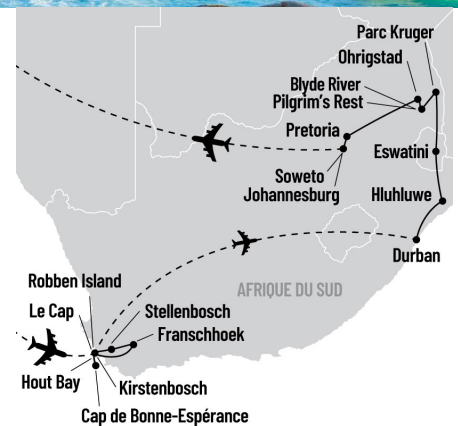 Parc Kruger
Ohrigstad
Blyde River
Pilgrim's Rest
Pretoria
Eswatini
Soweto
Johannesburg
Hluhluwe
Durban
Robben Island
AFRIQUE DU SUD
Le Cap
Stellenbosch
Franschhoek
Hout Bay
Kirstenbosch
Cap de Bonne-Espérance